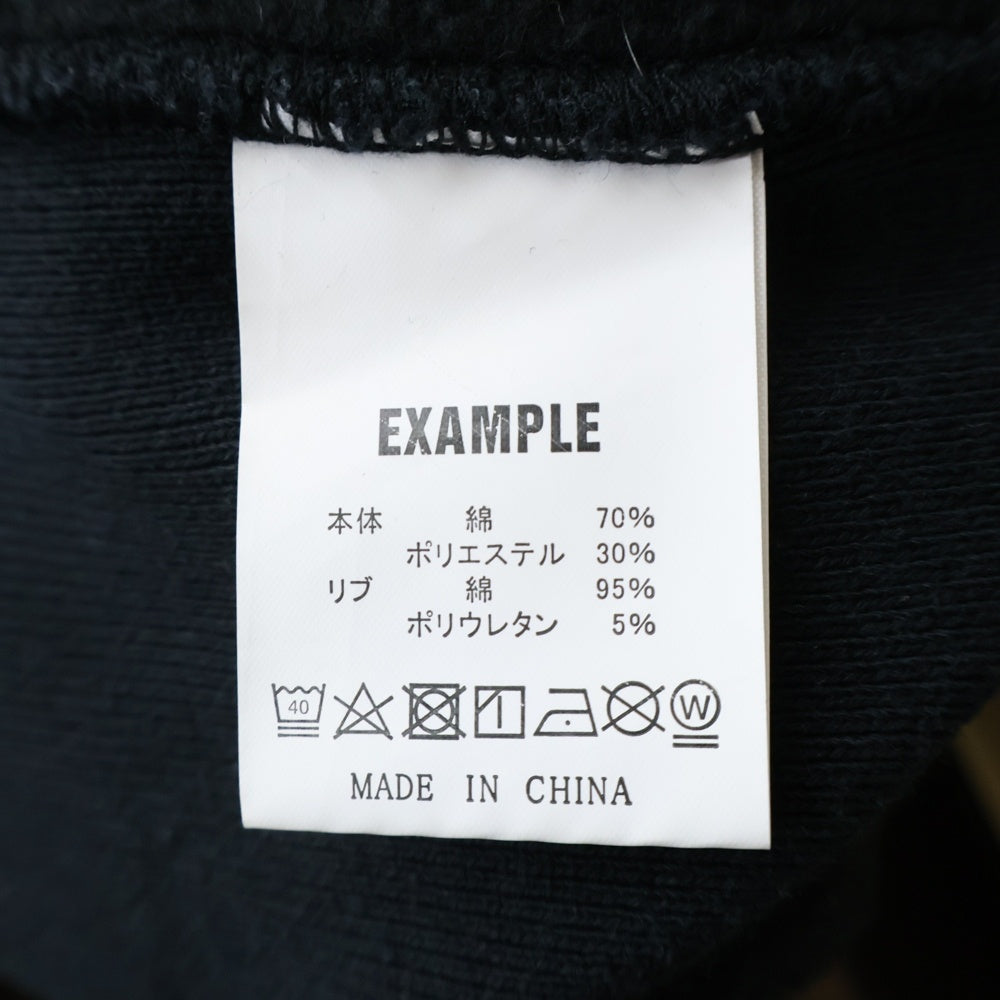 EXAMPLE
本体 綿 70%
ポリエステル 30%
リブ 綿 95%
ポリウレタン 5%
40 W
MADE IN CHINA